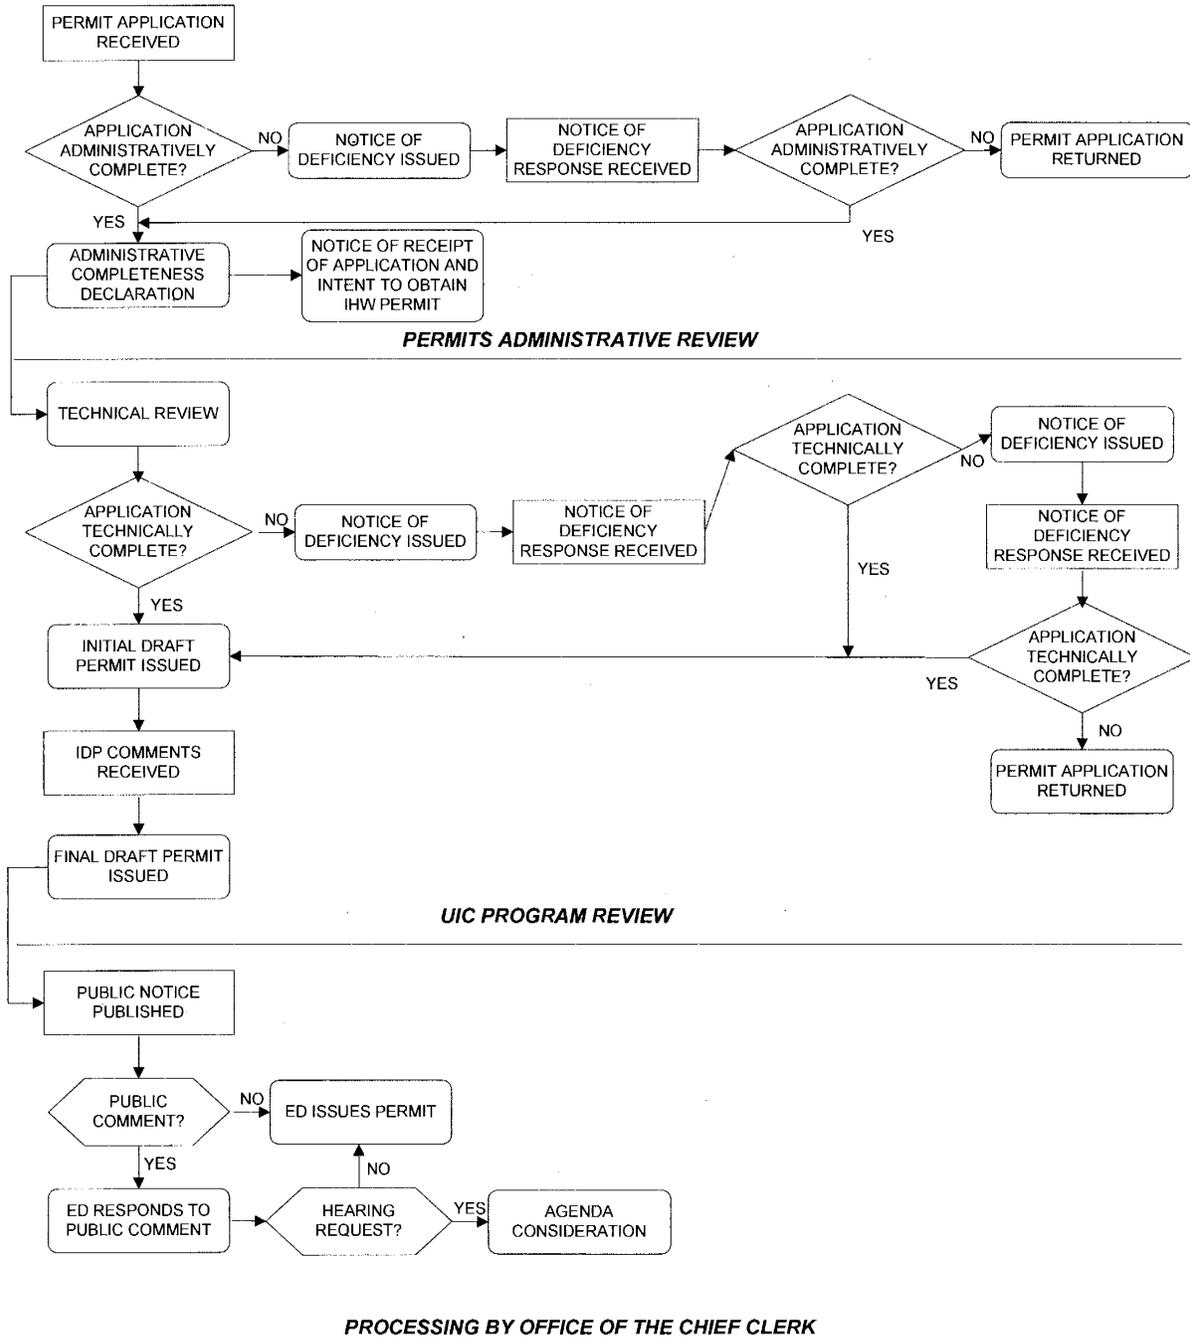 PERMIT APPLICATION
RECEIVED
APPLICATION
ADMINISTRATIVELY
COMPLETE?
NO
NOTICE OF
DEFICIENCY ISSUED
NOTICE OF
DEFICIENCY
RESPONSE RECEIVED
APPLICATION
ADMINISTRATIVELY
COMPLETE?
NO
PERMIT APPLICATION
RETURNED
YES
YES
ADMINISTRATIVE
COMPLETENESS
DECLARATION
NOTICE OF RECEIPT
OF APPLICATION AND
INTENT TO OBTAIN
IHW PERMIT
PERMITS ADMINISTRATIVE REVIEW
TECHNICAL REVIEW
APPLICATION
TECHNICALLY
COMPLETE?
NO
NOTICE OF
DEFICIENCY ISSUED
NOTICE OF
DEFICIENCY
RESPONSE RECEIVED
APPLICATION
TECHNICALLY
COMPLETE?
NO
NOTICE OF
DEFICIENCY ISSUED
NOTICE OF
DEFICIENCY
RESPONSE RECEIVED
YES
YES
INITIAL DRAFT
PERMIT ISSUED
APPLICATION
TECHNICALLY
COMPLETE?
YES
NO
PERMIT APPLICATION
RETURNED
IDP COMMENTS
RECEIVED
FINAL DRAFT PERMIT
ISSUED
UIC PROGRAM REVIEW
PUBLIC NOTICE
PUBLISHED
PUBLIC
COMMENT?
NO
ED ISSUES PERMIT
YES
NO
ED RESPONDS TO
PUBLIC COMMENT
HEARING
REQUEST?
YES
AGENDA
CONSIDERATION
PROCESSING BY OFFICE OF THE CHIEF CLERK